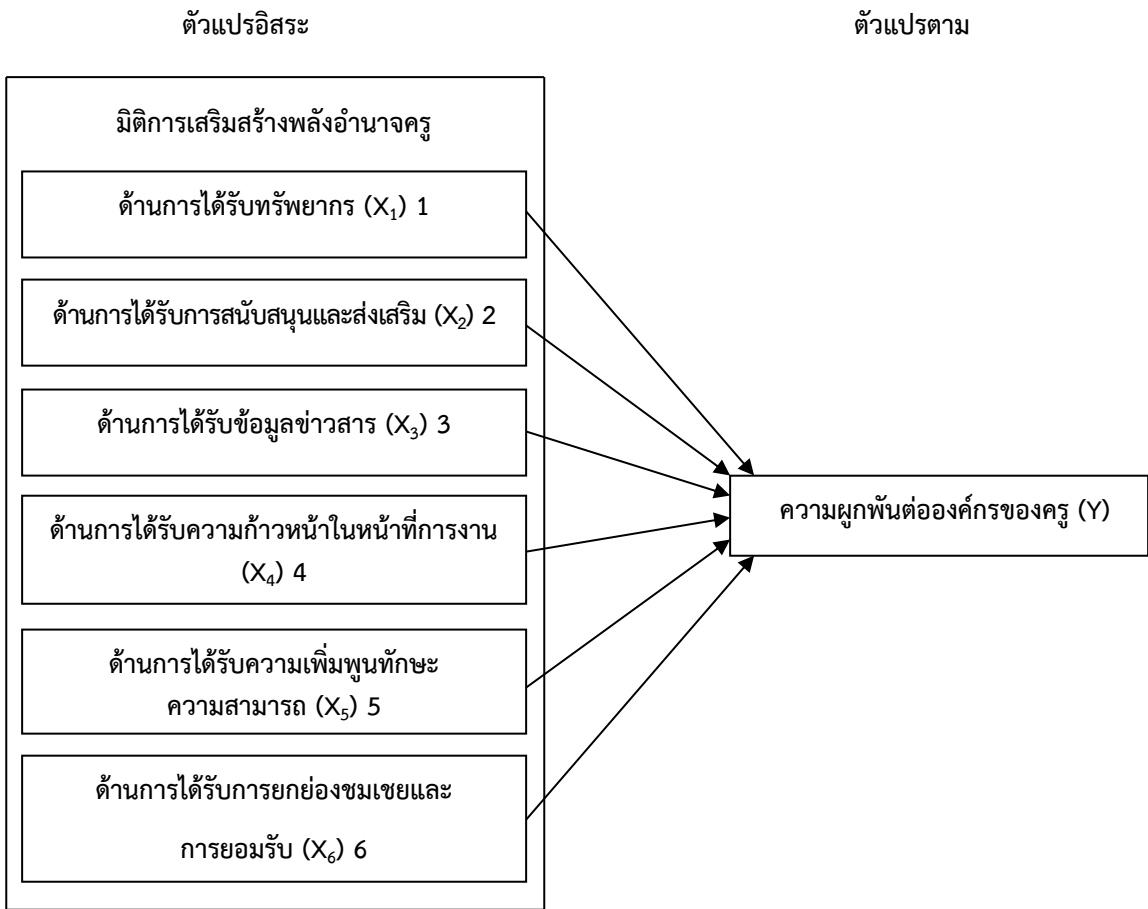 ตัวแปรอิสระ
ตัวแปรตาม
มิติการเสริมสร้างพลังอำนาจครู
ด้านการได้รับทรัพยากร (X₁) 1
ด้านการได้รับการสนับสนุนและส่งเสริม (X₂) 2
ด้านการได้รับข้อมูลข่าวสาร (X₃) 3
ด้านการได้รับความก้าวหน้าในหน้าที่การงาน
(X₄) 4
ด้านการได้รับความเพิ่มพูนทักษะ
ความสามารถ (X₅) 5
ด้านการได้รับการยกย่องชมเชยและ
การยอมรับ (X₆) 6
ความผูกพันต่อองค์กรของครู (Y)